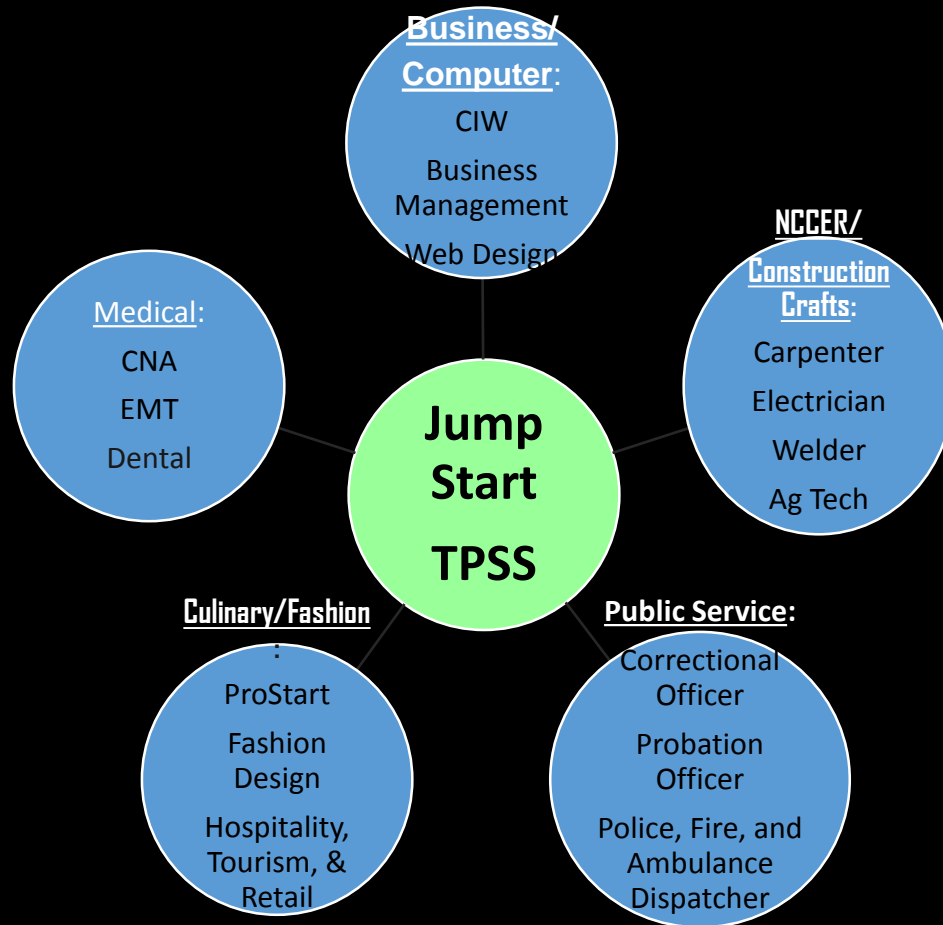 Business/
Computer:
CIW
Business
Management
Web Design
NCCER/
Construction
Crafts:
Carpenter
Electrician
Welder
Ag Tech
Medical:
CNA
EMT
Dental
Jump
Start
TPSS
Culinary/Fashion
:
ProStart
Fashion
Design
Hospitality,
Tourism, &
Retail
Public Service:
Correctional
Officer
Probation
Officer
Police, Fire, and
Ambulance
Dispatcher